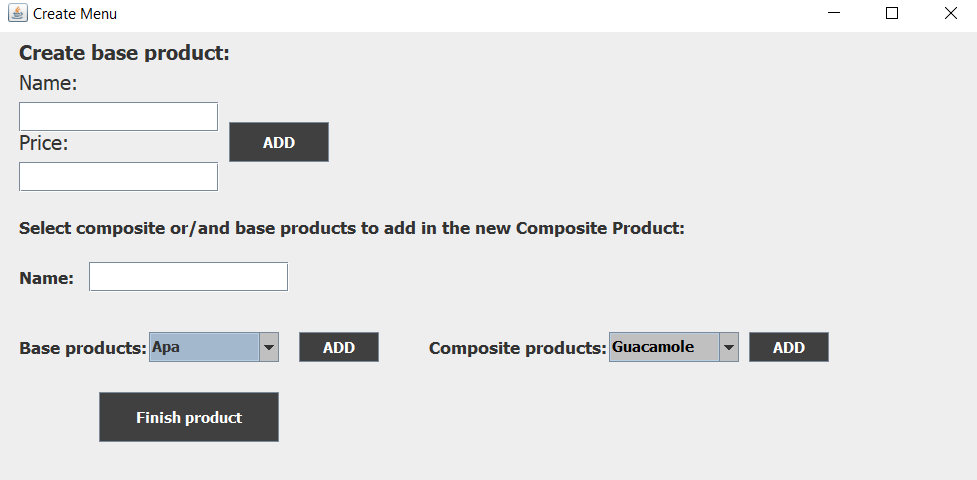 Create Menu
Create base product:
Name:
Price:
ADD
Select composite or/and base products to add in the new Composite Product:
Name:
Base products: Apa ADD Composite products: Guacamole ADD
Finish product